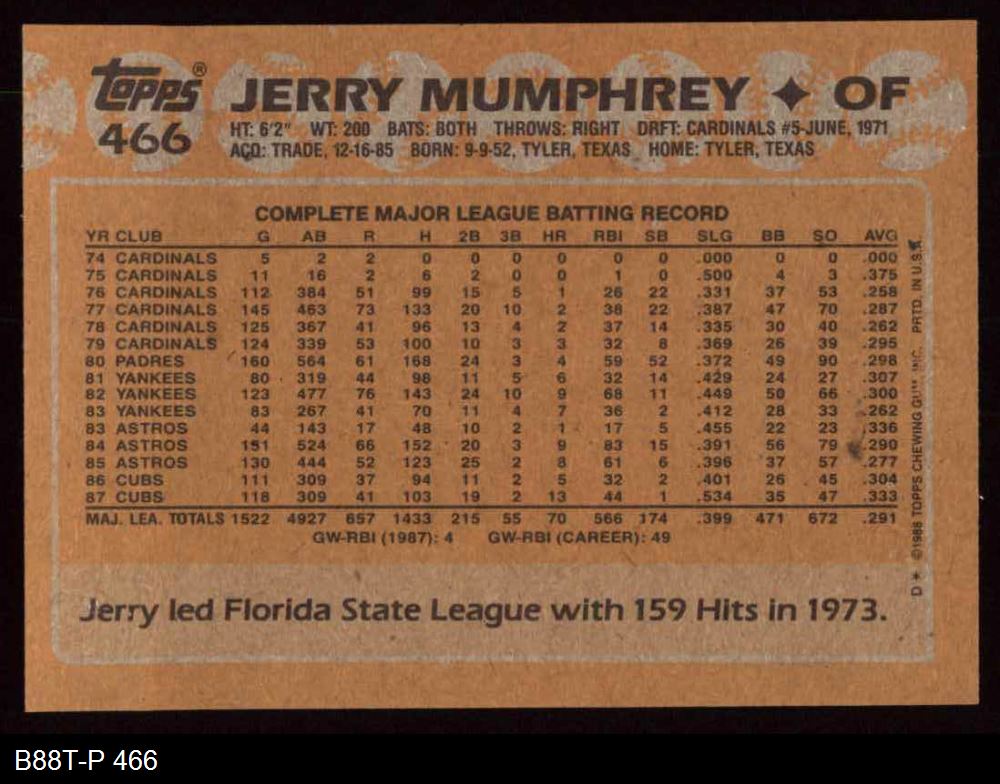 Topps® JERRY MUMPHREY ✦ OF
466 HT: 6'2" WT: 200 BATS: BOTH THROWS: RIGHT DRFT: CARDINALS #5-JUNE, 1971
ACQ: TRADE, 12-16-85 BORN: 9-9-52, TYLER, TEXAS HOME: TYLER, TEXAS
COMPLETE MAJOR LEAGUE BATTING RECORD
YR CLUB G AB R H 2B 3B HR RBI SB SLG BB SO AVG
74 CARDINALS 5 2 2 0 0 0 0 0 0 .000 0 0 .000
75 CARDINALS 11 16 2 6 2 0 0 1 0 .500 4 3 .375
76 CARDINALS 112 384 51 99 15 5 1 26 22 .331 37 53 .258
77 CARDINALS 145 463 73 133 20 10 2 38 22 .387 47 70 .287
78 CARDINALS 125 367 41 96 13 4 2 37 14 .335 30 40 .262
79 CARDINALS 124 339 53 100 10 3 3 32 8 .369 26 39 .295
80 PADRES 160 564 61 168 24 3 4 59 52 .372 49 90 .298
81 YANKEES 80 319 44 98 11 5 6 32 14 .429 24 27 .307
82 YANKEES 123 477 76 143 24 10 9 68 11 .449 50 66 .300
83 YANKEES 83 267 41 70 11 4 7 36 2 .412 28 33 .262
83 ASTROS 44 143 17 48 10 2 1 17 5 .455 22 23 .336
84 ASTROS 151 524 66 152 20 3 9 83 15 .391 56 79 .290
85 ASTROS 130 444 52 123 25 2 8 61 6 .396 37 57 .277
86 CUBS 111 309 37 94 11 2 5 32 2 .401 26 45 .304
87 CUBS 118 309 41 103 19 2 13 44 1 .534 35 47 .333
MAJ. LEA. TOTALS 1522 4927 657 1433 215 55 70 566 174 .399 471 672 .291
GW-RBI (1987): 4 GW-RBI (CAREER): 49
Jerry led Florida State League with 159 Hits in 1973.
D* ©1988 TOPPS CHEWING GUM, INC. PRTD. IN U.S.A.
B88T-P 466